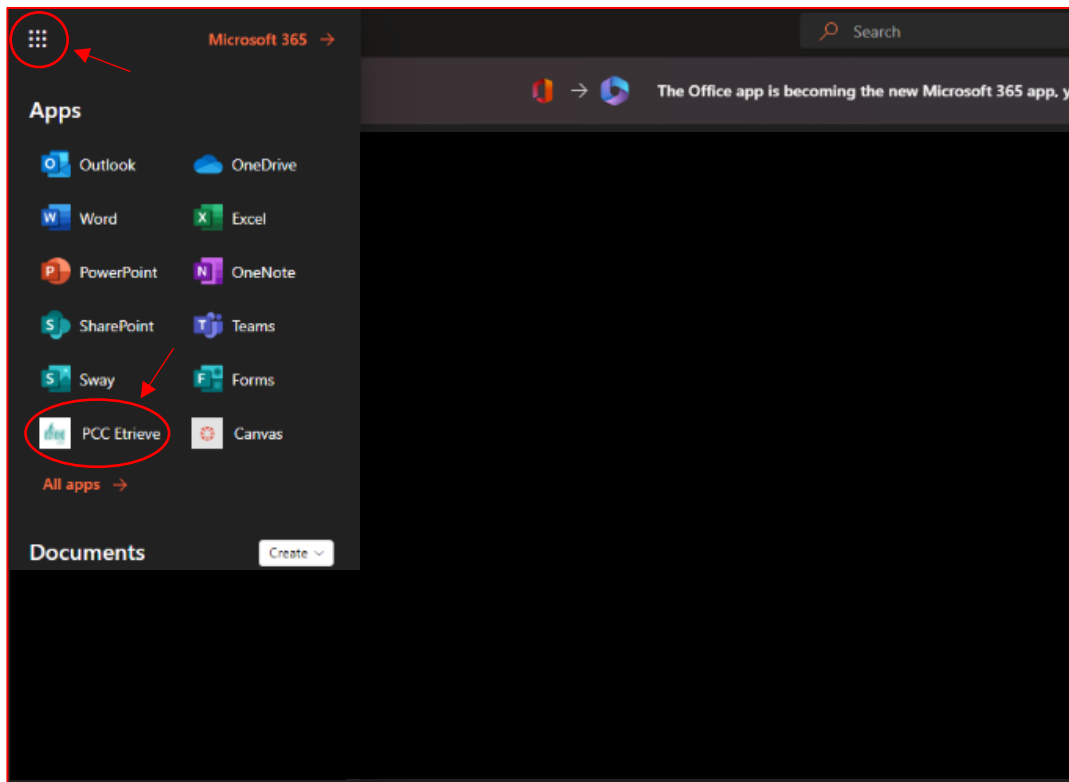 Microsoft 365 →
Search
The Office app is becoming the new Microsoft 365 app. y
Apps
Outlook
OneDrive
Word
Excel
PowerPoint
OneNote
SharePoint
Teams
Sway
Forms
PCC Etrieve
Canvas
All apps →
Documents
Create